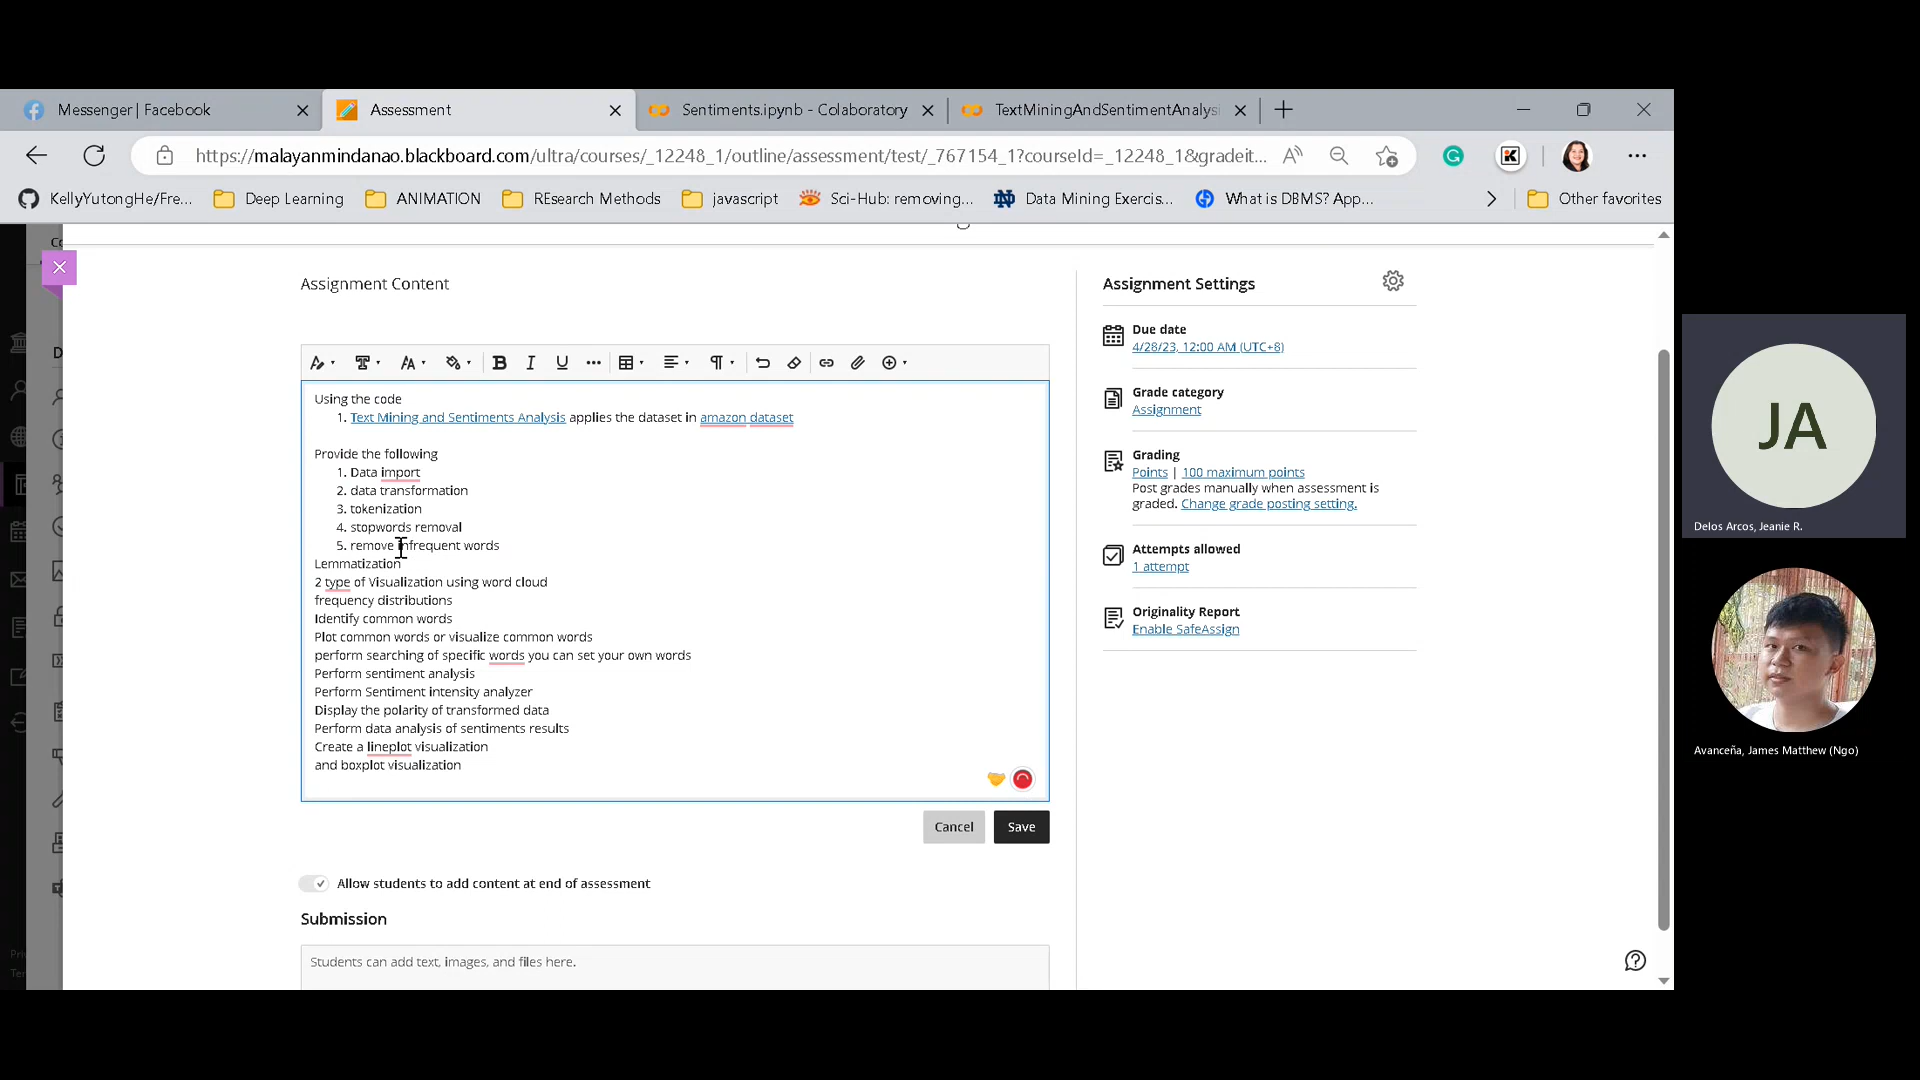 Messenger | Facebook
Assessment
Sentiments.ipynb - Colaboratory
TextMiningAndSentimentAnalysi
https://malayanmindanao.blackboard.com/ultra/courses/_12248_1/outline/assessment/test/_767154_1?courseId=_12248_1&gradeit...
KellyYutongHe/Fre...
Deep Learning
ANIMATION
REsearch Methods
javascript
Sci-Hub: removing...
Data Mining Exercis...
What is DBMS? App...
Other favorites
Assignment Content
Using the code
1. Text Mining and Sentiments Analysis applies the dataset in amazon dataset
Provide the following
1. Data import
2. data transformation
3. tokenization
4. stopwords removal
5. remove infrequent words
Lemmatization
2 type of Visualization using word cloud
frequency distributions
Identify common words
Plot common words or visualize common words
perform searching of specific words you can set your own words
Perform sentiment analysis
Perform Sentiment intensity analyzer
Display the polarity of transformed data
Perform data analysis of sentiments results
Create a lineplot visualization
and boxplot visualization
Cancel
Save
Allow students to add content at end of assessment
Submission
Students can add text, images, and files here.
Assignment Settings
Due date
4/28/23, 12:00 AM (UTC+8)
Grade category
Assignment
Grading
Points | 100 maximum points
Post grades manually when assessment is
graded. Change grade posting setting.
Attempts allowed
1 attempt
Originality Report
Enable SafeAssign
JA
Delos Arcos, Jeanie R.
Avanceña, James Matthew (Ngo)